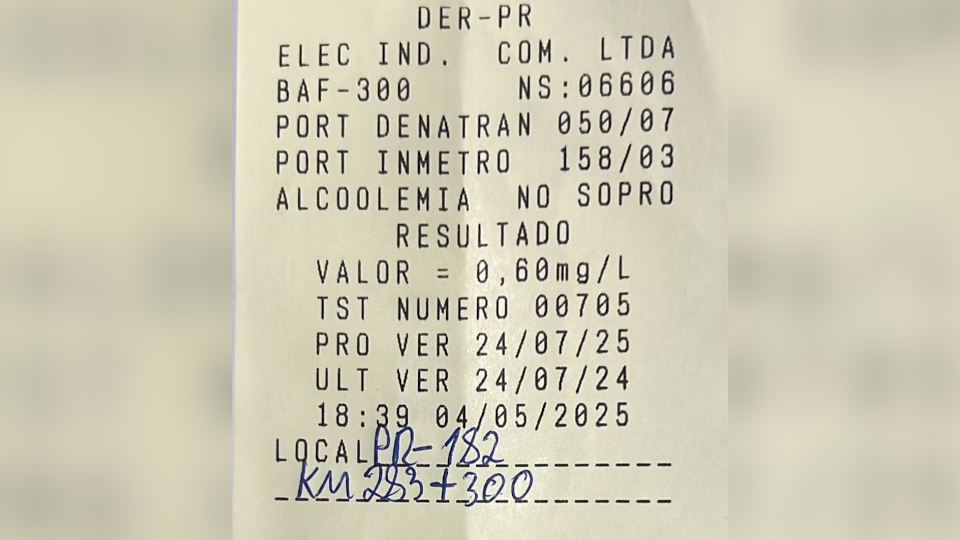 DER-PR
ELEC IND. COM. LTDA
BAF-300 NS:06606
PORT DENATRAN 050/07
PORT INMETRO 158/03
ALCOOLEMIA NO SOPRO
RESULTADO
VALOR = 0,60mg/L
TST NUMERO 00705
PRO VER 24/07/25
ULT VER 24/07/24
18:39 04/05/2025
LOCAL PR-182
KM 283+300